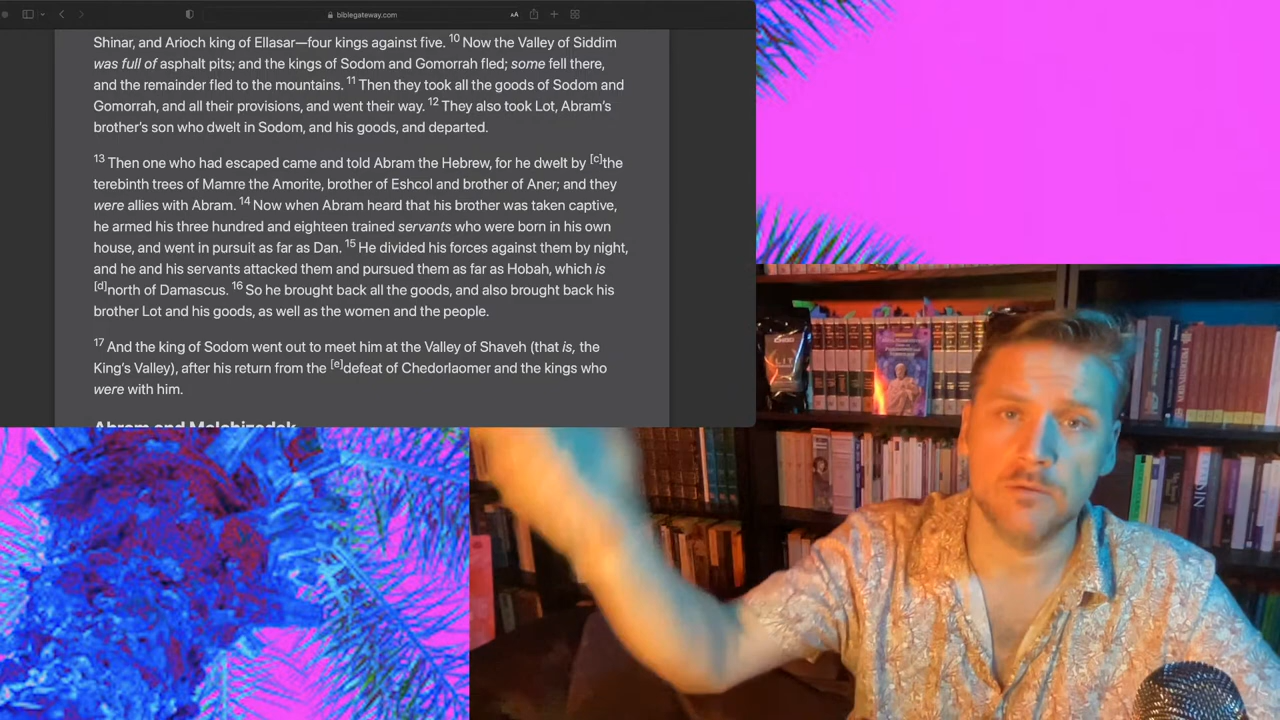 biblegateway.com
Shinar, and Arioch king of Ellasar—four kings against five. 10 Now the Valley of Siddim
was full of asphalt pits; and the kings of Sodom and Gomorrah fled; some fell there,
and the remainder fled to the mountains. 11 Then they took all the goods of Sodom and
Gomorrah, and all their provisions, and went their way. 12 They also took Lot, Abram’s
brother’s son who dwelt in Sodom, and his goods, and departed.
13 Then one who had escaped came and told Abram the Hebrew, for he dwelt by [c]the
terebinth trees of Mamre the Amorite, brother of Eshcol and brother of Aner; and they
were allies with Abram. 14 Now when Abram heard that his brother was taken captive,
he armed his three hundred and eighteen trained servants who were born in his own
house, and went in pursuit as far as Dan. 15 He divided his forces against them by night,
and he and his servants attacked them and pursued them as far as Hobah, which is
[d]north of Damascus. 16 So he brought back all the goods, and also brought back his
brother Lot and his goods, as well as the women and the people.
17 And the king of Sodom went out to meet him at the Valley of Shaveh (that is, the
King’s Valley), after his return from the [e]defeat of Chedorlaomer and the kings who
were with him.
Abram and Melchizedek